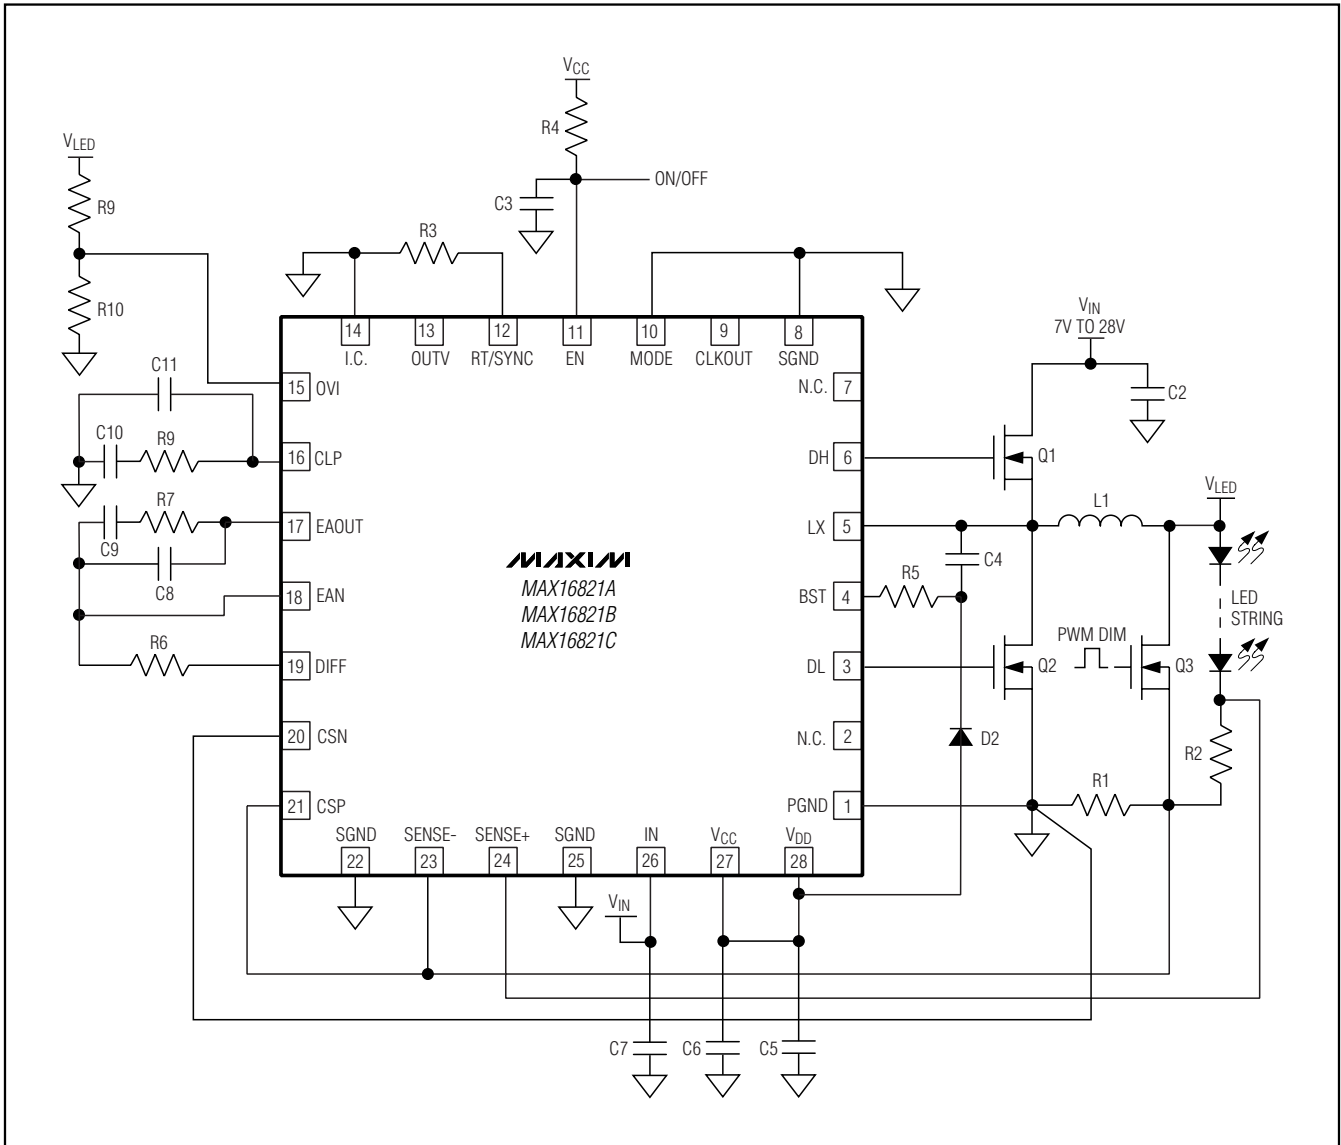 VCC
R4
VLED
ON/OFF
R9
C3
R3
R10
VIN
7V TO 28V
14 13 12 11 10 9 8
I.C. OUTV RT/SYNC EN MODE CLKOUT SGND
C11
15 OVI
N.C. 7
C2
C10 R9
16 CLP
DH 6
Q1
VLED
R7
L1
17 EAOUT
LX 5
C9
MAXIM
C4
C8
MAX16821A
R5
18 EAN
MAX16821B
BST 4
LED
STRING
MAX16821C
PWM DIM
R6
19 DIFF
DL 3
Q2
Q3
20 CSN
N.C. 2
D2
R2
21 CSP
PGND 1
R1
SGND SENSE- SENSE+ SGND IN VCC VDD
22 23 24 25 26 27 28
VIN
C7 C6 C5